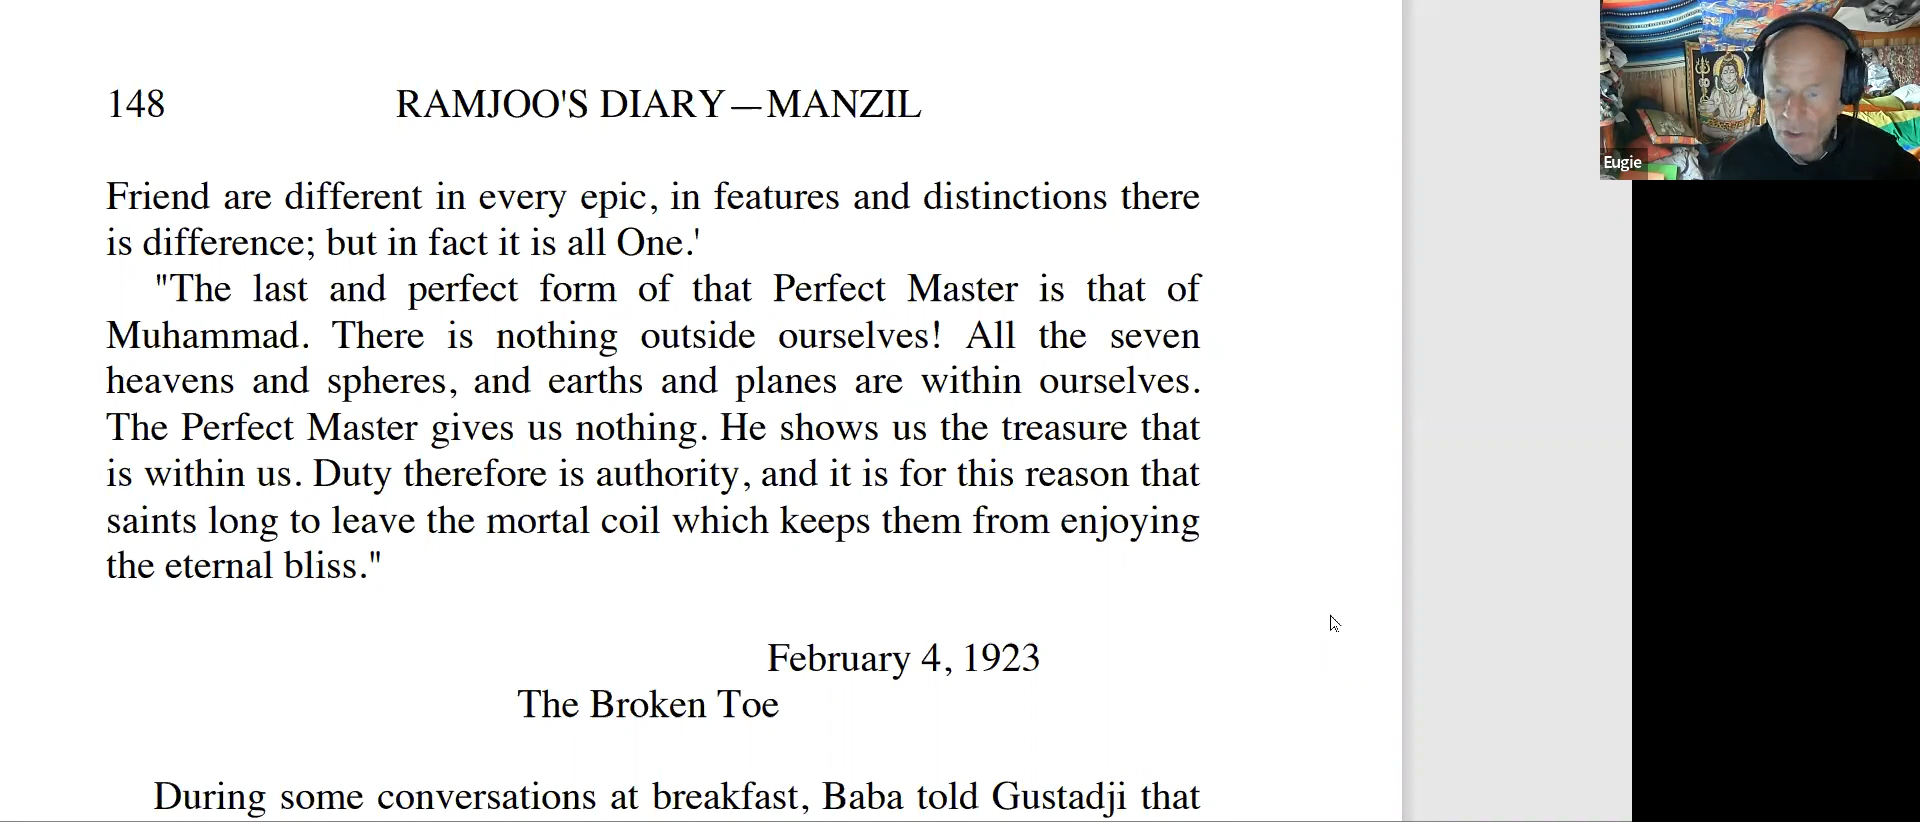 148 RAMJOO'S DIARY—MANZIL
Friend are different in every epic, in features and distinctions there
is difference; but in fact it is all One.'
"The last and perfect form of that Perfect Master is that of
Muhammad. There is nothing outside ourselves! All the seven
heavens and spheres, and earths and planes are within ourselves.
The Perfect Master gives us nothing. He shows us the treasure that
is within us. Duty therefore is authority, and it is for this reason that
saints long to leave the mortal coil which keeps them from enjoying
the eternal bliss."
February 4, 1923
The Broken Toe
During some conversations at breakfast, Baba told Gustadji that
Eugie